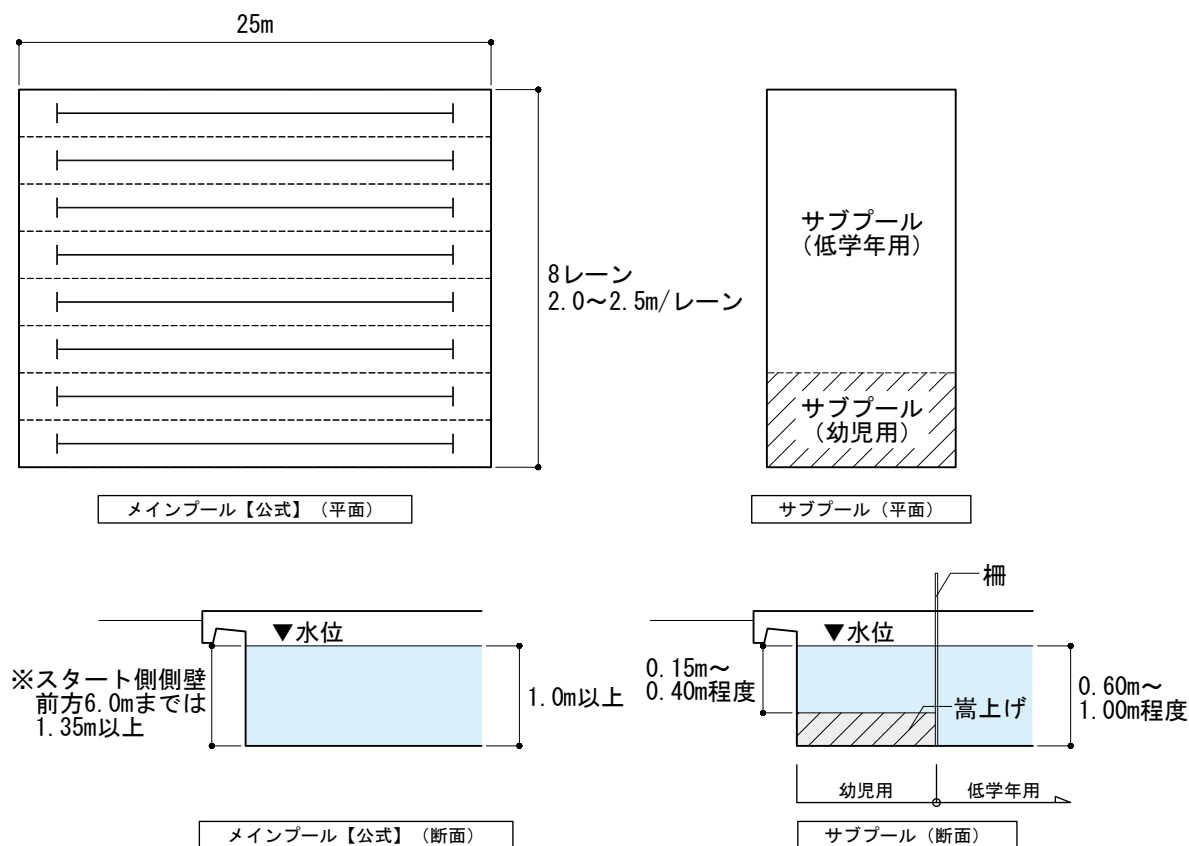 25m
8レーン
2.0～2.5m/レーン
サブプール
(低学年用)
サブプール
(幼児用)
メインプール【公式】(平面)
サブプール(平面)
▼水位
※スタート側側壁
前方6.0mまでは
1.35m以上
1.0m以上
柵
▼水位
0.15m～
0.40m程度
嵩上げ
0.60m～
1.00m程度
幼児用
低学年用
メインプール【公式】(断面)
サブプール(断面)